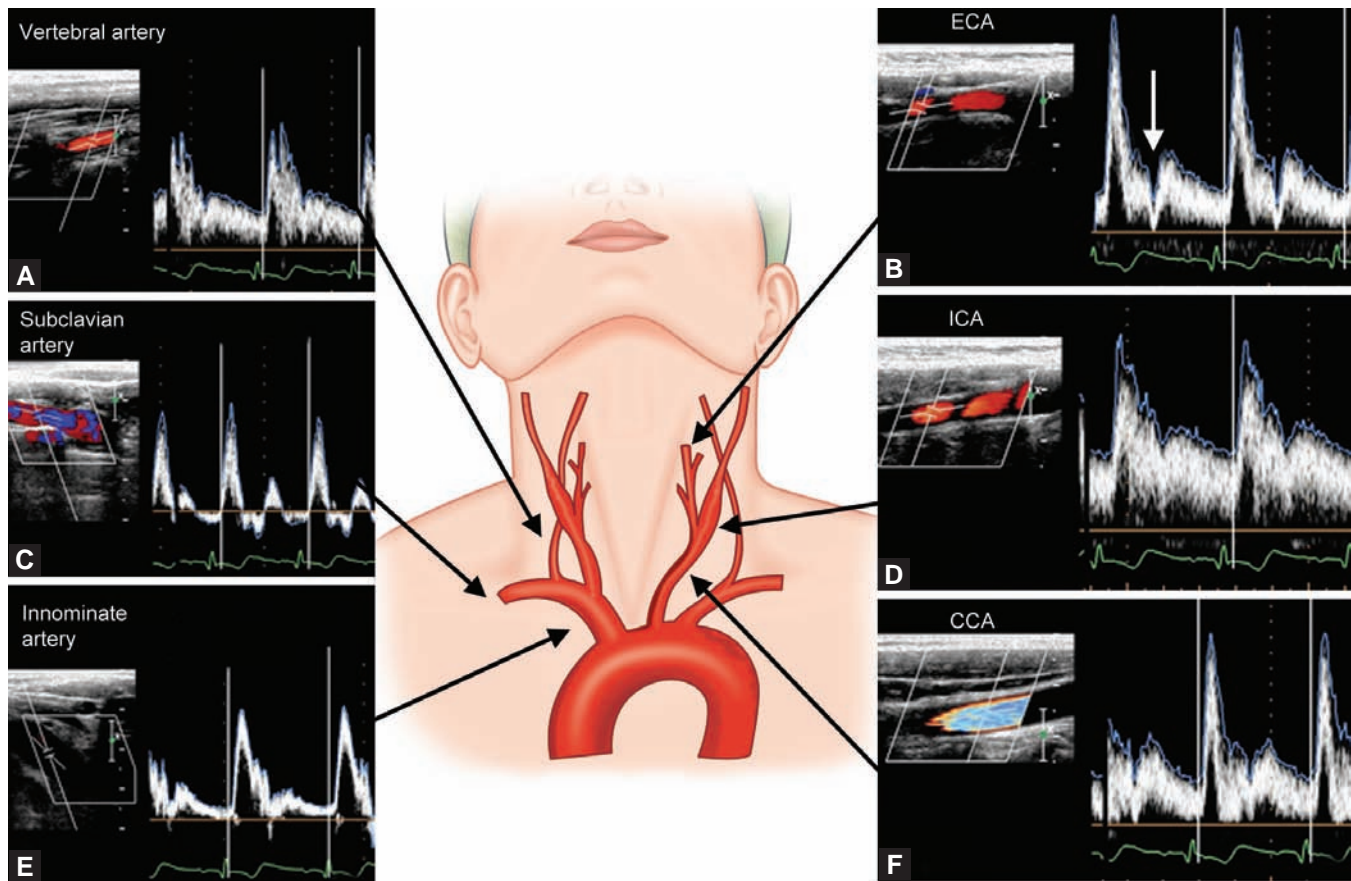 Vertebral artery
A
ECA
B
Subclavian
artery
C
ICA
D
Innominate
artery
E
CCA
F